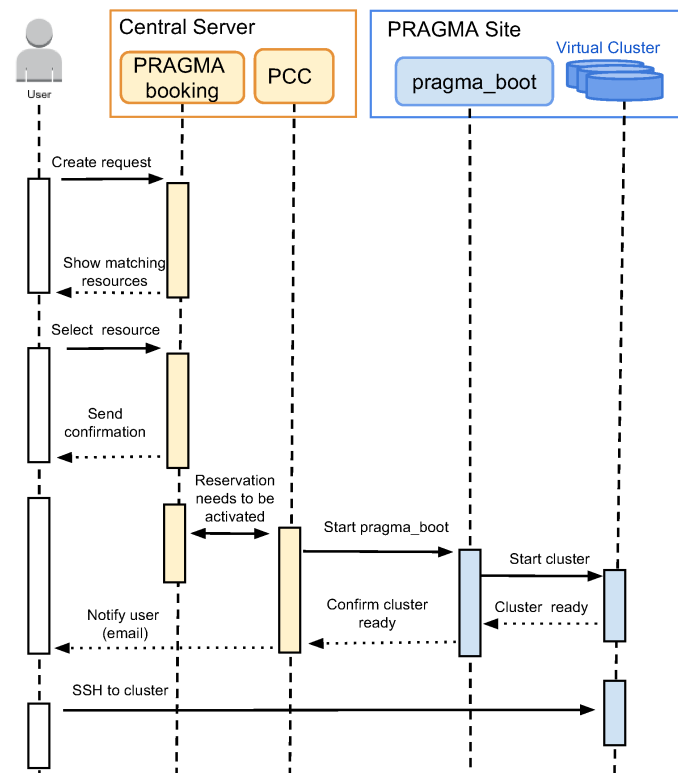 Central Server
PRAGMA Site
PRAGMA
booking
PCC
pragma_boot
Virtual Cluster
User
Create request
Show matching
resources
Select resource
Send
confirmation
Reservation
needs to be
activated
Start pragma_boot
Start cluster
Cluster ready
Confirm cluster
ready
Notify user
(email)
SSH to cluster